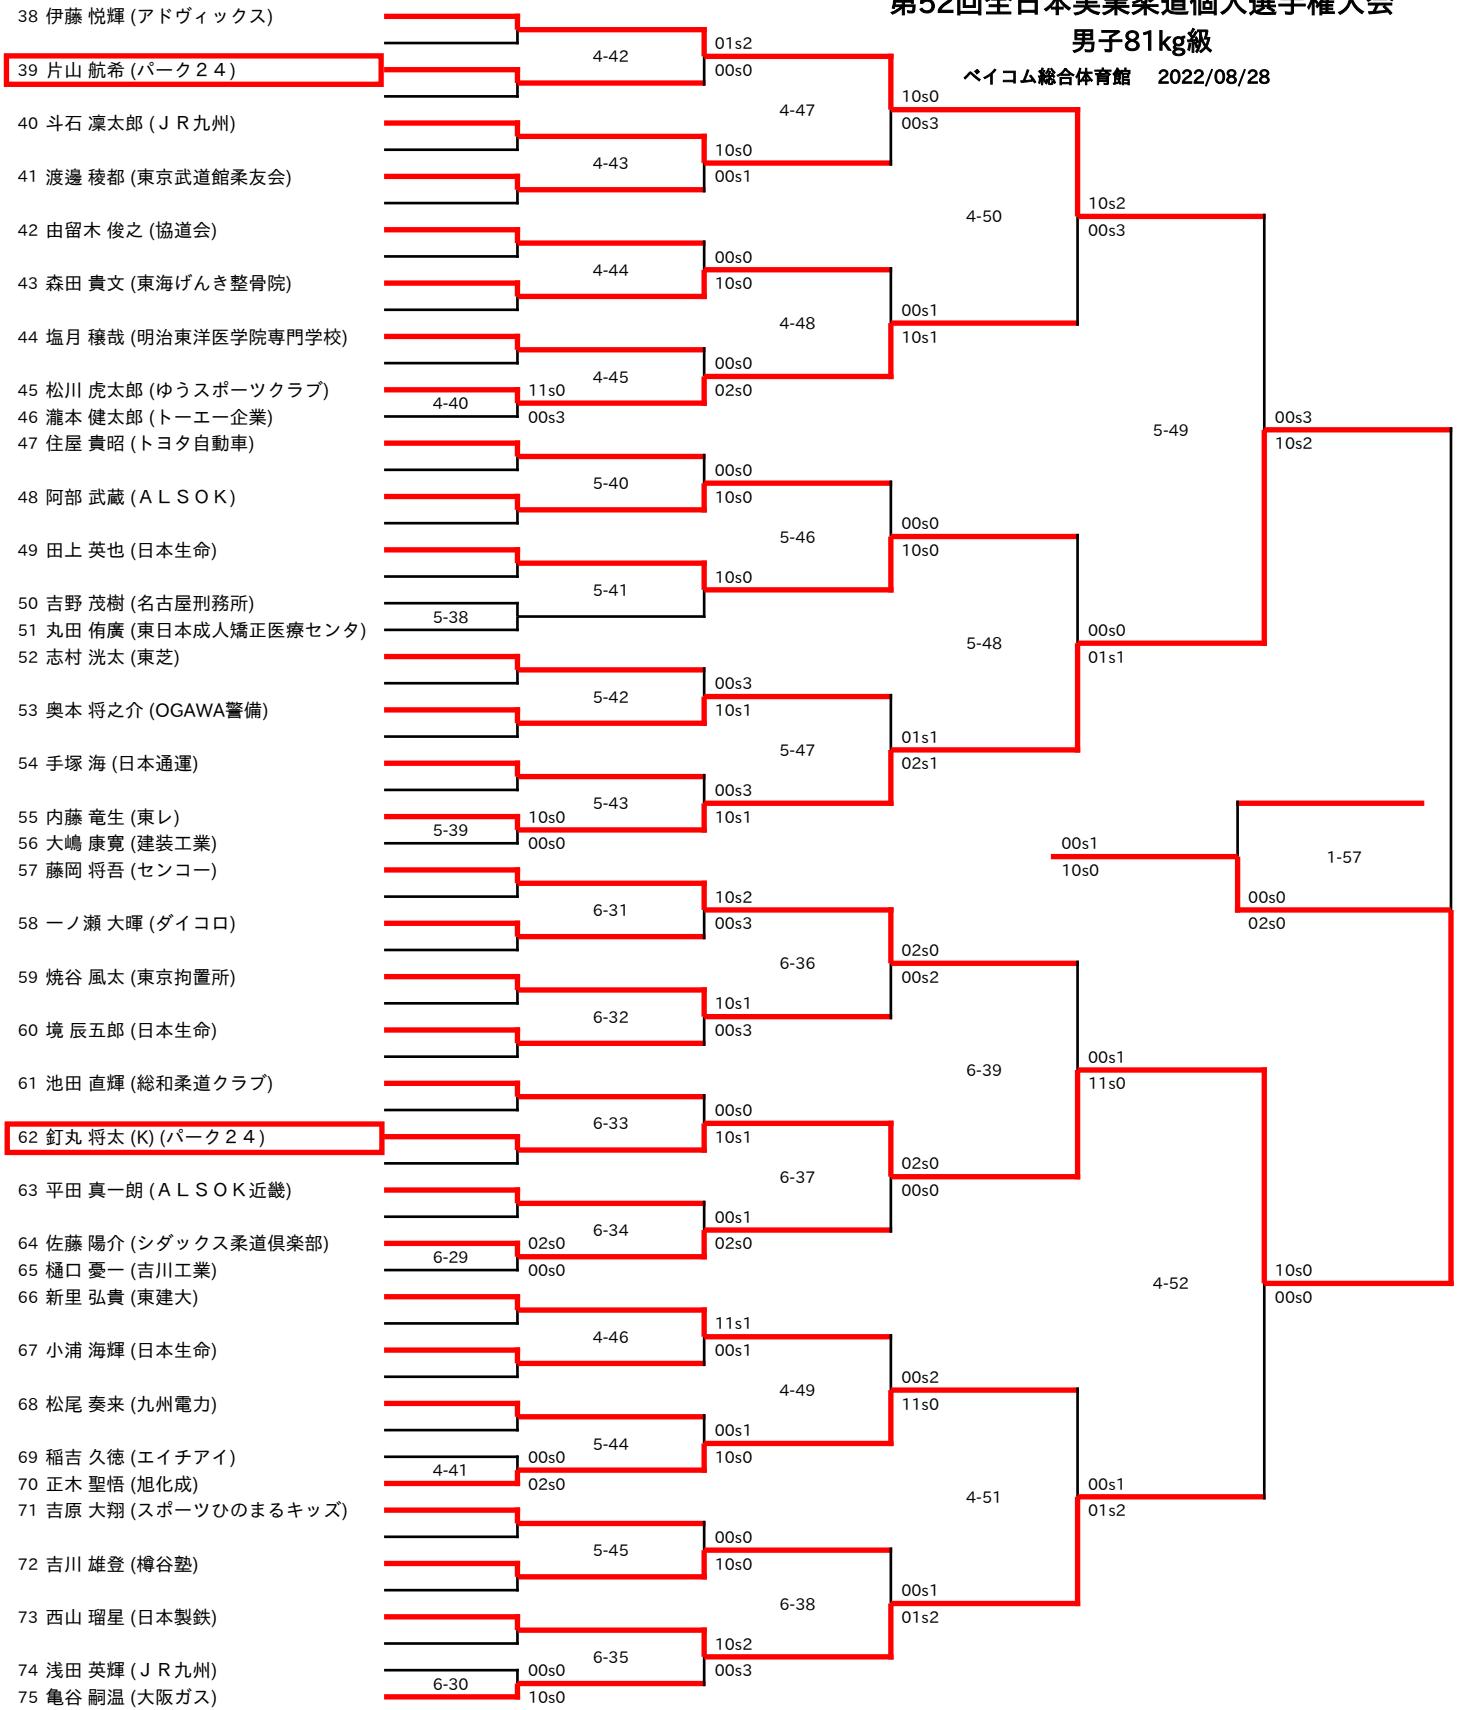 第52回全日本実業柔道個人選手権大会
男子81kg級
ベイコム総合体育館 2022/08/28
38 伊藤 悦輝 (アドヴィックス)
39 片山 航希 (パーク２４)
40 斗石 凜太郎 (ＪＲ九州)
41 渡邊 稜都 (東京武道館柔友会)
42 由留木 俊之 (協道会)
43 森田 貴文 (東海げんき整骨院)
44 塩月 穣哉 (明治東洋医学院専門学校)
45 松川 虎太郎 (ゆうスポーツクラブ)
46 瀧本 健太郎 (トーエー企業)
47 住屋 貴昭 (トヨタ自動車)
48 阿部 武蔵 (ＡＬＳＯＫ)
49 田上 英也 (日本生命)
50 吉野 茂樹 (名古屋刑務所)
51 丸田 侑廣 (東日本成人矯正医療センタ)
52 志村 洸太 (東芝)
53 奥本 将之介 (OGAWA警備)
54 手塚 海 (日本通運)
55 内藤 竜生 (東レ)
56 大嶋 康寛 (建装工業)
57 藤岡 将吾 (センコー)
58 一ノ瀬 大暉 (ダイコロ)
59 焼谷 風太 (東京拘置所)
60 境 辰五郎 (日本生命)
61 池田 直輝 (総和柔道クラブ)
62 釘丸 将太 (K) (パーク２４)
63 平田 真一朗 (ＡＬＳＯＫ近畿)
64 佐藤 陽介 (シダックス柔道倶楽部)
65 樋口 憂一 (吉川工業)
66 新里 弘貴 (東建大)
67 小浦 海輝 (日本生命)
68 松尾 奏来 (九州電力)
69 稲吉 久徳 (エイチアイ)
70 正木 聖悟 (旭化成)
71 吉原 大翔 (スポーツひのまるキッズ)
72 吉川 雄登 (樽谷塾)
73 西山 瑠星 (日本製鉄)
74 浅田 英輝 (ＪＲ九州)
75 亀谷 嗣温 (大阪ガス)
4-40
11s0
00s3
5-38
5-39
10s0
00s0
6-29
02s0
00s0
4-41
00s0
02s0
6-30
00s0
10s0
4-42
01s2
00s0
4-43
10s0
00s1
4-44
00s0
10s0
4-45
00s0
02s0
5-40
00s0
10s0
5-41
10s0
5-42
00s3
10s1
5-43
00s3
10s1
6-31
10s2
00s3
6-32
10s1
00s3
6-33
00s0
10s1
6-34
00s1
02s0
4-46
11s1
00s1
5-44
00s1
10s0
5-45
00s0
10s0
6-35
10s2
00s3
4-47
10s0
00s3
4-48
00s1
10s1
5-46
00s0
10s0
5-47
01s1
02s1
6-36
02s0
00s2
6-37
02s0
00s0
4-49
00s2
11s0
6-38
00s1
01s2
4-50
10s2
00s3
5-48
00s0
01s1
6-39
00s1
11s0
4-51
00s1
01s2
5-49
00s3
10s2
4-52
10s0
00s0
00s1
10s0
1-57
00s0
02s0